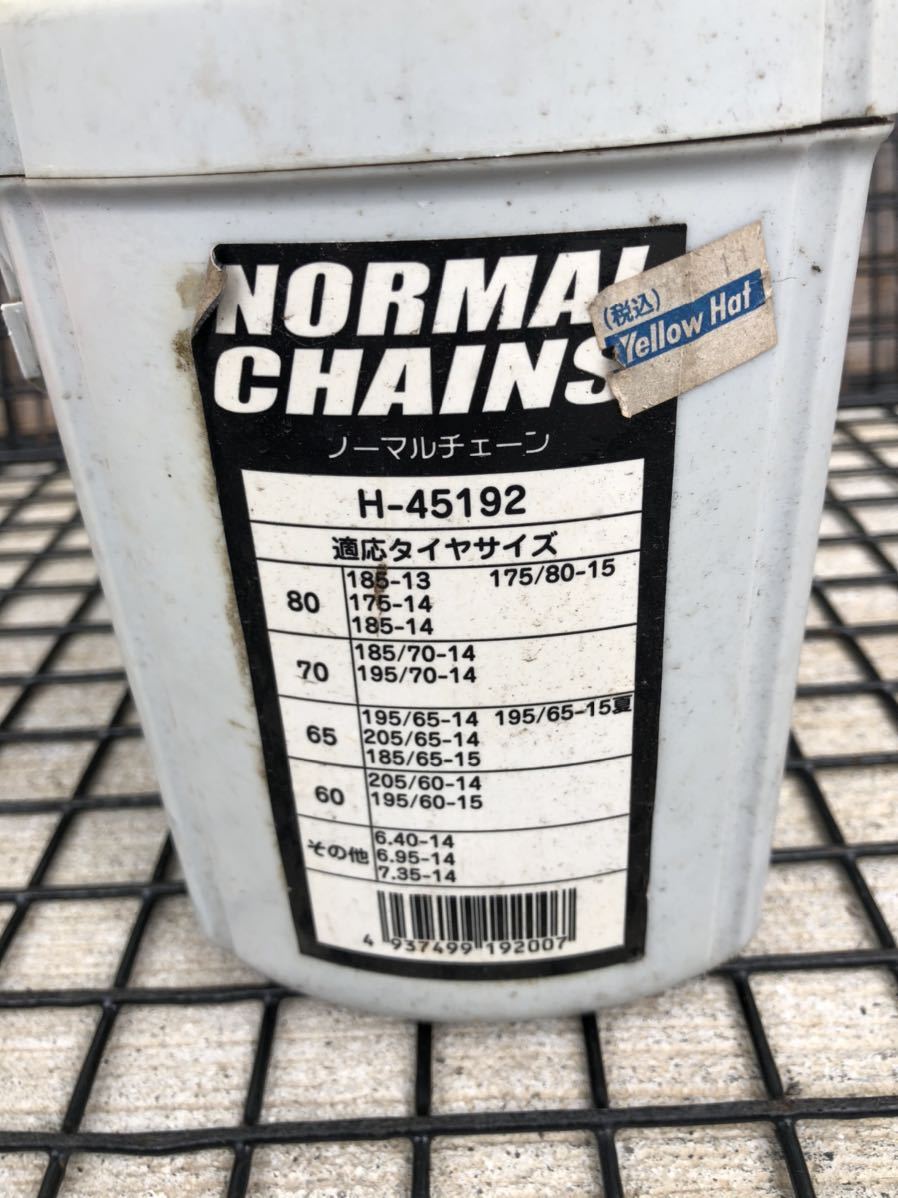 NORMAL
CHAINS
(税込)
Yellow Hat
ノーマルチェーン
H-45192
適応タイヤサイズ
80
185-13 175/80-15
175-14
185-14
70
185/70-14
195/70-14
65
195/65-14 195/65-15夏
205/65-14
185/65-15
60
205/60-14
195/60-15
その他
6.40-14
6.95-14
7.35-14
4 937499 192007